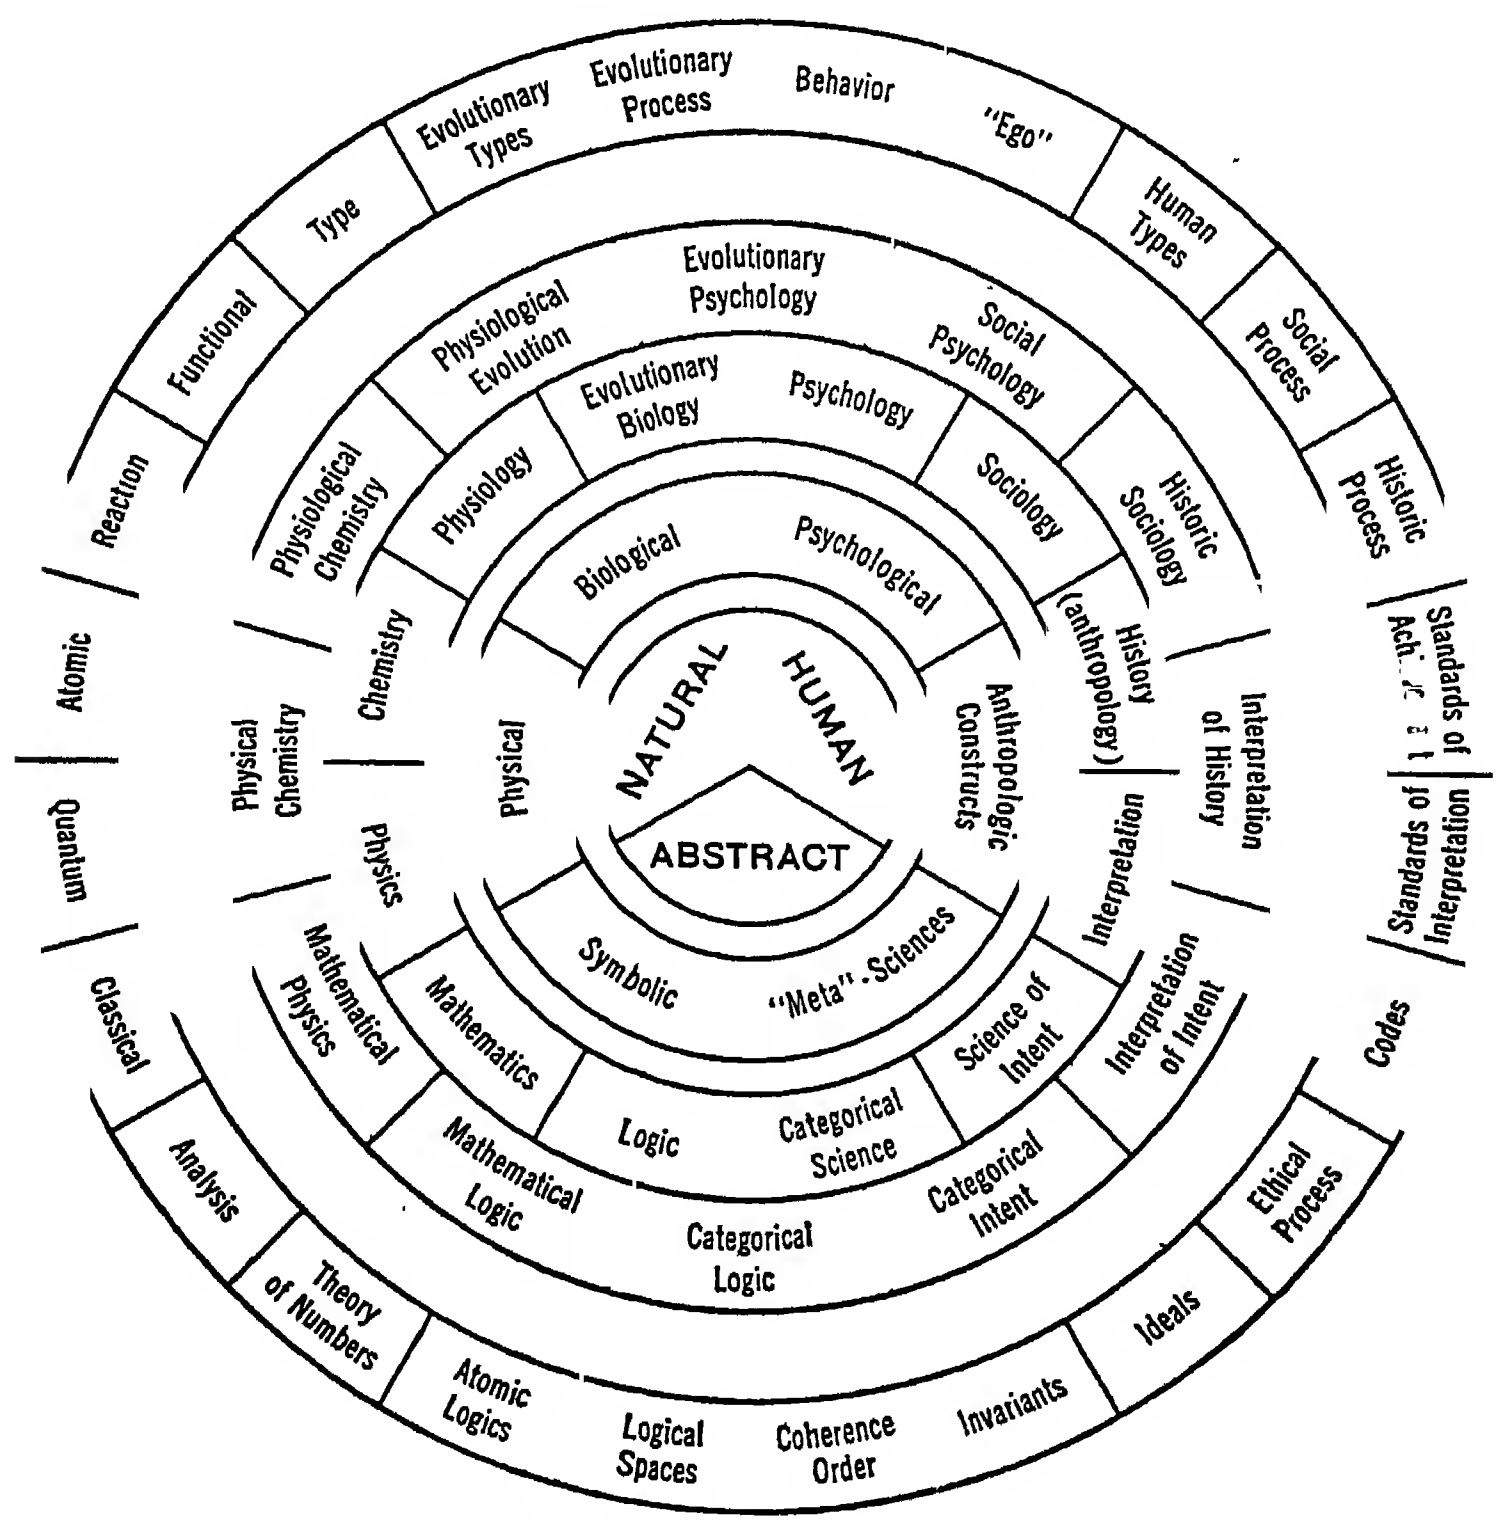 Evolutionary
Types
Evolutionary
Process
Behavior
"Ego"
Human
Types
Social
Process
Historic
Process
Standards of
Standards of
Interpretation
Codes
Ethical
Process
Ideals
Invariants
Coherence
Order
Logical
Spaces
Atomic
Logics
Theory
of Numbers
Analysis
Classical
Quantum
Atomic
Reaction
Functional
Type
Physiological
Evolution
Evolutionary
Psychology
Social
Psychology
Historic
Sociology
Interpretation
of History
Interpretation
of Intent
Categorical
Intent
Categorical
Logic
Mathematical
Logic
Mathematical
Physics
Physical
Chemistry
Physiological
Chemistry
Physiology
Evolutionary
Biology
Psychology
Sociology
History
(anthropology)
Interpretation
Science of
Intent
Categorical
Science
Logic
Mathematics
Physics
Chemistry
Biological
Psychological
Anthropologic
Constructs
"Meta"-Sciences
Symbolic
Physical
NATURAL
HUMAN
ABSTRACT